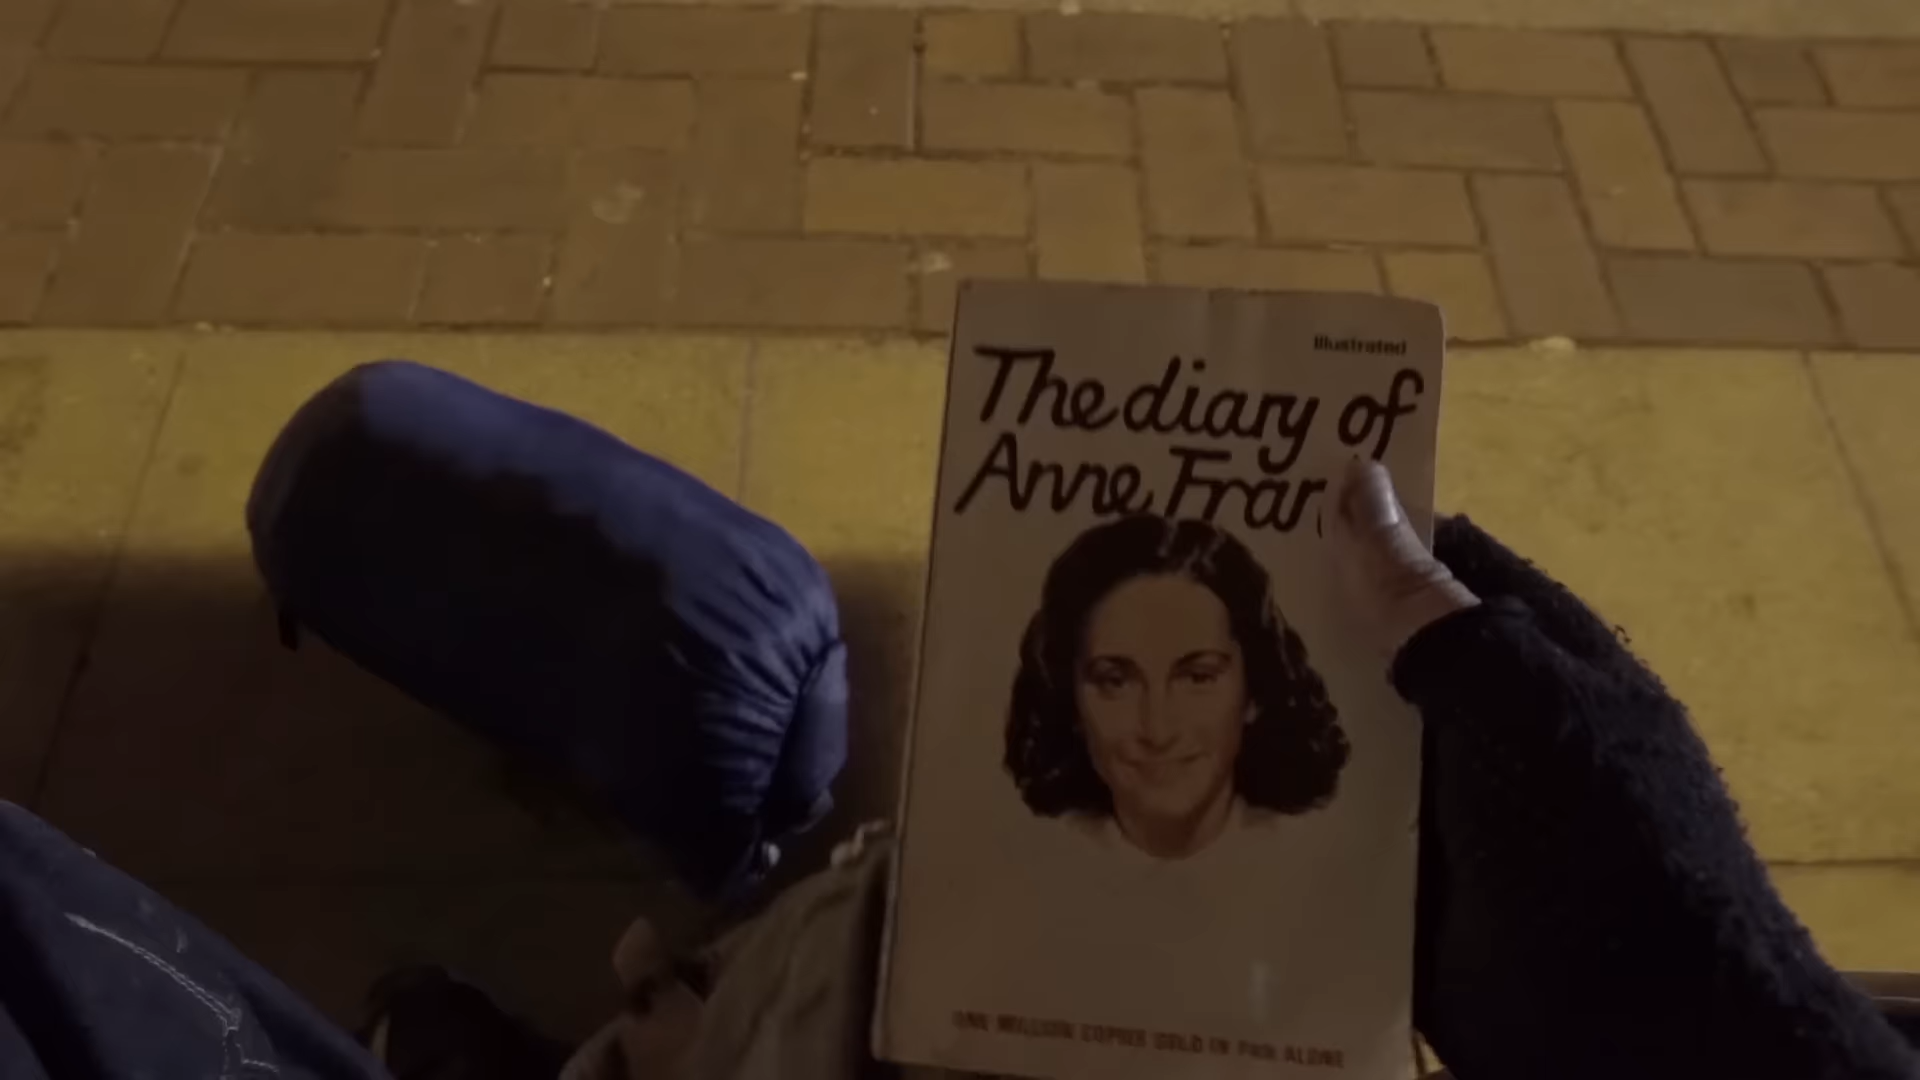 Illustrated
The diary of
Anne Fran
ONE MILLION COPIES SOLD IN PAN ALONE